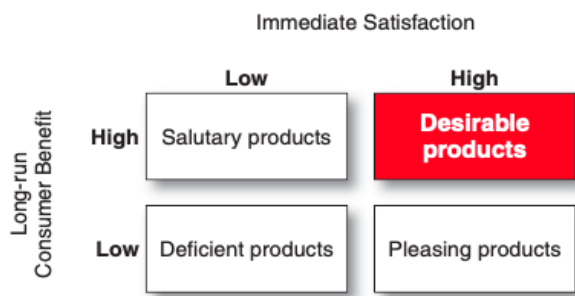 Immediate Satisfaction
Low High
High Salutary products Desirable
products
Long-run
Consumer Benefit
Low Deficient products Pleasing products